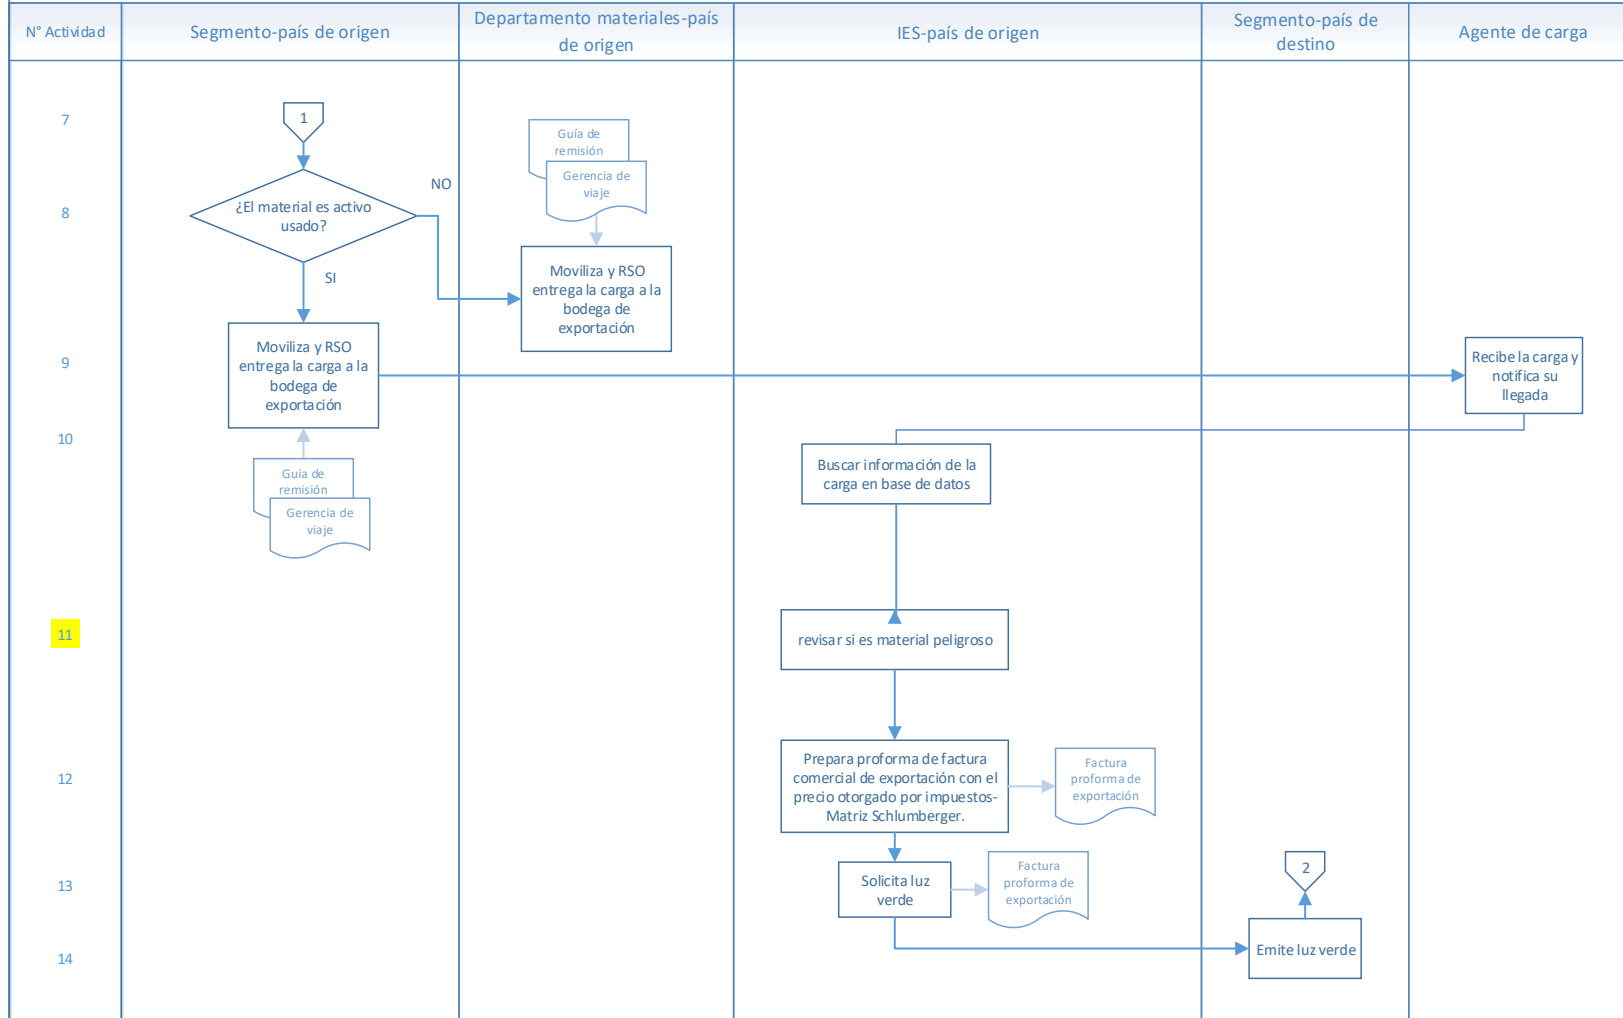 N° Actividad
Segmento-país de origen
Departamento materiales-país
de origen
IES-país de origen
Segmento-país de
destino
Agente de carga
7
1
Guía de
remisión
Gerencia de
viaje
NO
8
¿El material es activo
usado?
SI
Moviliza y RSO
entrega la carga a la
bodega de
exportación
9
Moviliza y RSO
entrega la carga a la
bodega de
exportación
Recibe la carga y
notifica su
llegada
10
Guía de
remisión
Gerencia de
viaje
Buscar información de la
carga en base de datos
11
revisar si es material peligroso
12
Prepara proforma de factura
comercial de exportación con el
precio otorgado por impuestos-
Matriz Schlumberger.
Factura
proforma de
exportación
13
Solicita luz
verde
Factura
proforma de
exportación
2
14
Emite luz verde